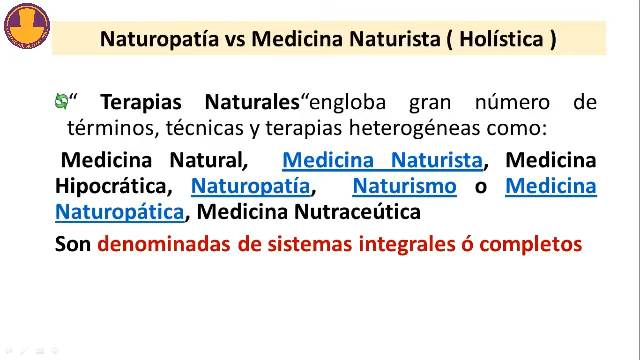 Naturopatía vs Medicina Naturista ( Holística )
“ Terapias Naturales“engloba gran número de
términos, técnicas y terapias heterogéneas como:
Medicina Natural, Medicina Naturista, Medicina
Hipocrática, Naturopatía, Naturismo o Medicina
Naturopática, Medicina Nutraceútica
Son denominadas de sistemas integrales ó completos